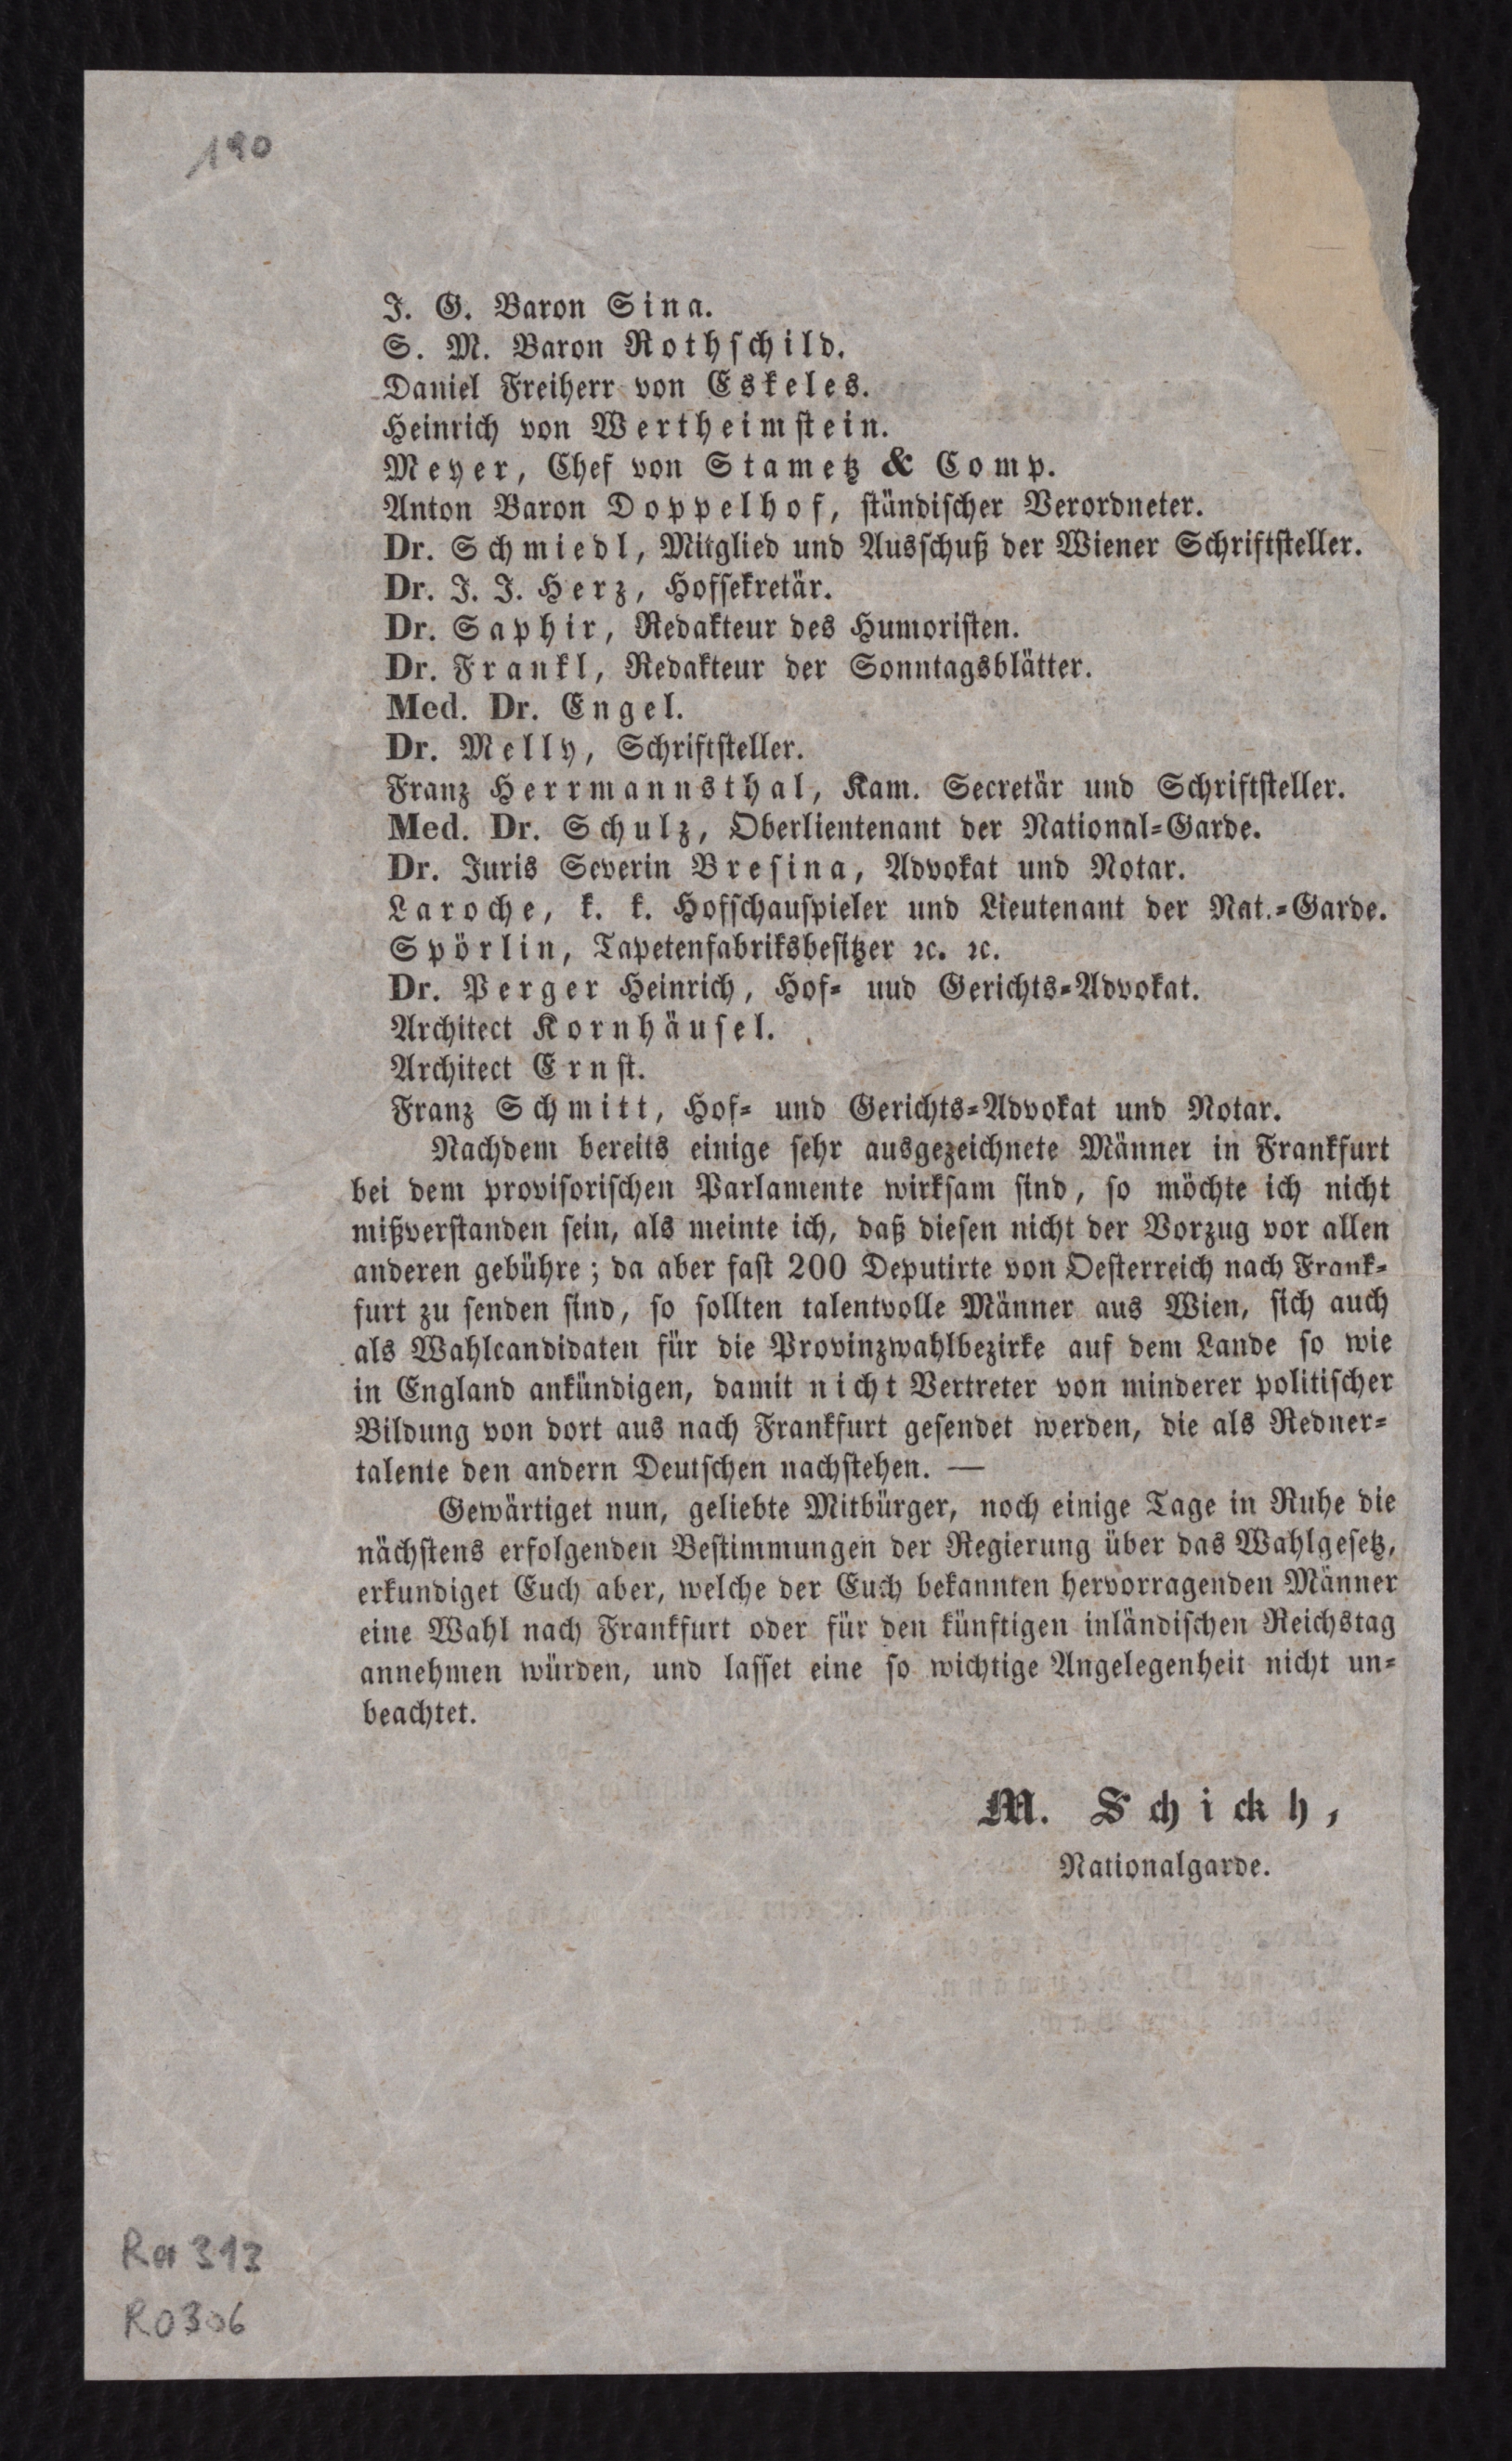 190
J. G. Baron Sina.
S. M. Baron Rothschild.
Daniel Freiherr von Eskeles.
Heinrich von Wertheimstein.
Meyer, Chef von Stametz & Comp.
Anton Baron Doppelhof, ständischer Verordneter.
Dr. Schmiedl, Mitglied und Ausschuß der Wiener Schriftsteller.
Dr. J. J. Herz, Hofsekretär.
Dr. Saphir, Redakteur des Humoristen.
Dr. Frankl, Redakteur der Sonntagsblätter.
Med. Dr. Engel.
Dr. Melly, Schriftsteller.
Franz Herrmannsthal, Kam. Secretär und Schriftsteller.
Med. Dr. Schulz, Oberlientenant der National-Garde.
Dr. Juris Severin Bresina, Advokat und Notar.
Laroche, k. k. Hofschauspieler und Lieutenant der Nat.-Garde.
Spörlin, Tapetenfabriksbesitzer ꝛc. ꝛc.
Dr. Perger Heinrich, Hof- uud Gerichts-Advokat.
Architect Kornhäusel.
Architect Ernst.
Franz Schmitt, Hof- und Gerichts-Advokat und Notar.
Nachdem bereits einige sehr ausgezeichnete Männer in Frankfurt
bei dem provisorischen Parlamente wirksam sind, so möchte ich nicht
mißverstanden sein, als meinte ich, daß diesen nicht der Vorzug vor allen
anderen gebühre; da aber fast 200 Deputirte von Oesterreich nach Frank-
furt zu senden sind, so sollten talentvolle Männer aus Wien, sich auch
als Wahlcandidaten für die Provinzwahlbezirke auf dem Lande so wie
in England ankündigen, damit nicht Vertreter von minderer politischer
Bildung von dort aus nach Frankfurt gesendet werden, die als Redner-
talente den andern Deutschen nachstehen. —
Gewärtiget nun, geliebte Mitbürger, noch einige Tage in Ruhe die
nächstens erfolgenden Bestimmungen der Regierung über das Wahlgesetz,
erkundiget Euch aber, welche der Euch bekannten hervorragenden Männer
eine Wahl nach Frankfurt oder für den künftigen inländischen Reichstag
annehmen würden, und lasset eine so wichtige Angelegenheit nicht un-
beachtet.
M. Schickh,
Nationalgarde.
313
R0306